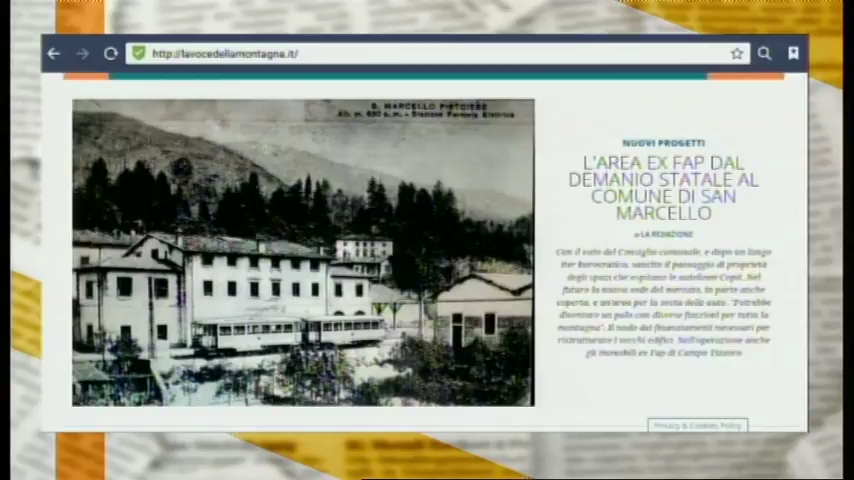 http://lavocedellamontagna.it/
S. MARCELLO PISTOIESE
Alt. m. 650 s. m. - Stazione Ferrovia Elettrica
NUOVI PROGETTI
L'AREA EX FAP DAL
DEMANIO STATALE AL
COMUNE DI SAN
MARCELLO
DI LA REDAZIONE
Con il voto del Consiglio comunale, e dopo un lungo
iter burocratico, sancito il passaggio di proprietà
degli spazi che ospitano le autolinee Copit. Nel
futuro la nuova sede del mercato, in parte anche
coperta, e un'area per la sosta delle auto. "Potrebbe
diventare un polo con diverse funzioni per tutta la
montagna". Il nodo dei finanziamenti necessari per
ristrutturare i vecchi edifici. Nell'operazione anche
gli immobili ex Fap di Campo Tizzoro
Privacy & Cookies Policy